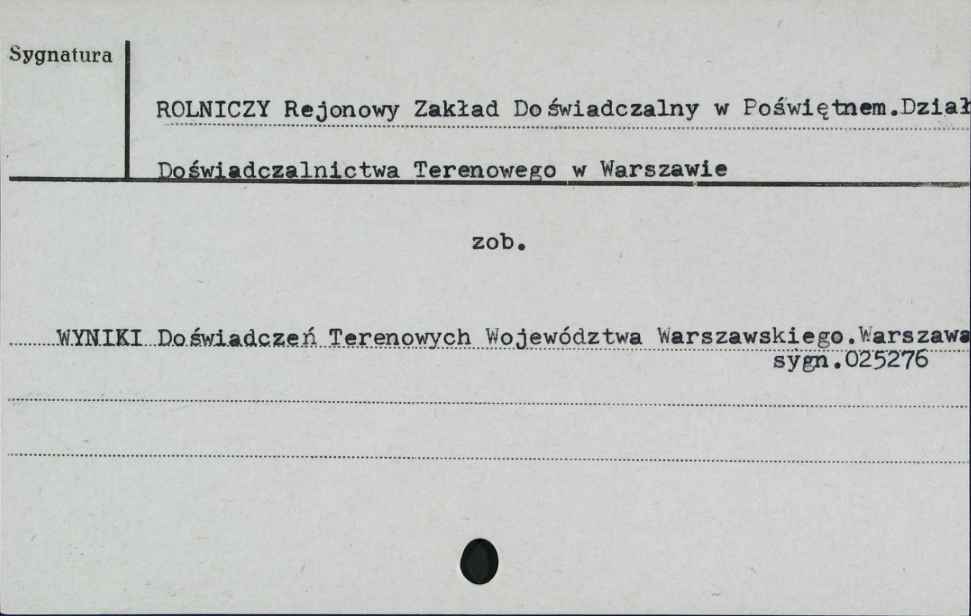 Sygnatura
ROLNICZY Rejonowy Zakład Doświadczalny w Poświętnem.Dział
Doświadczalnictwa Terenowego w Warszawie
zob.
WYNIKI Doświadczeń Terenowych Województwa Warszawskiego.Warszawa
sygn.025276